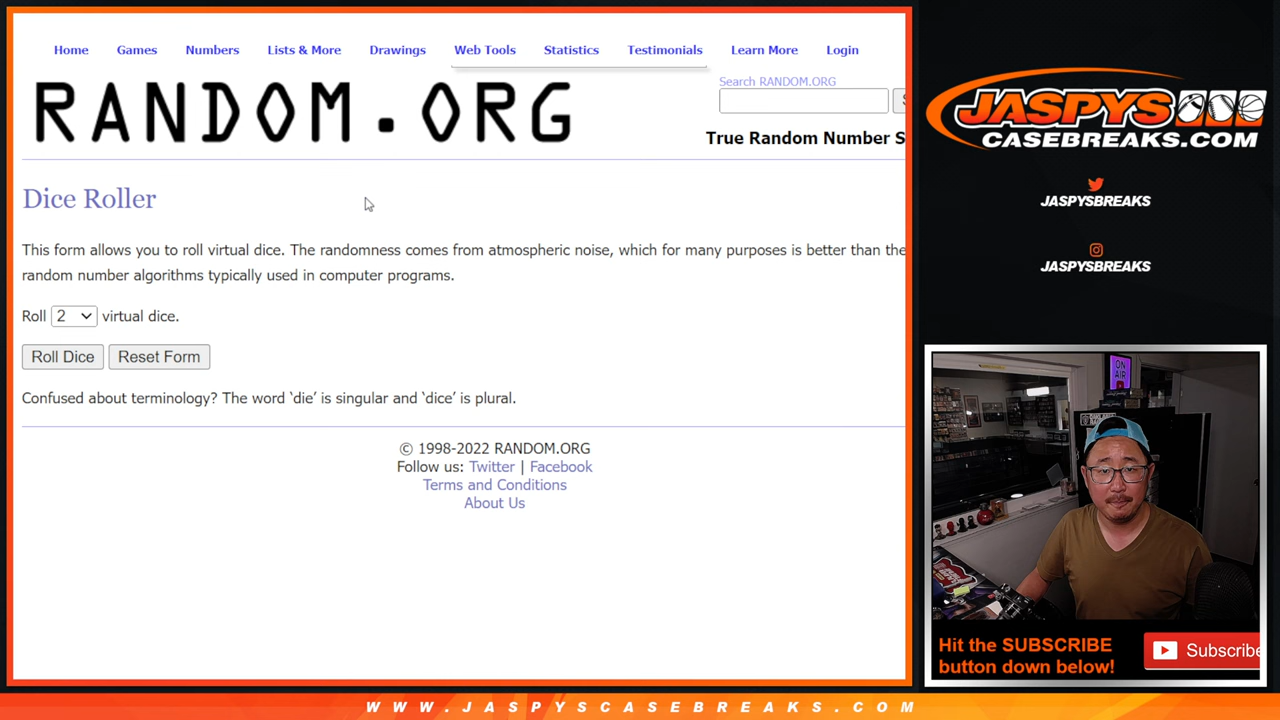 Home Games Numbers Lists & More Drawings Web Tools Statistics Testimonials Learn More Login
RANDOM.ORG
Search RANDOM.ORG
S
True Random Number S
Dice Roller
This form allows you to roll virtual dice. The randomness comes from atmospheric noise, which for many purposes is better than the
random number algorithms typically used in computer programs.
Roll 2 virtual dice.
Roll Dice Reset Form
Confused about terminology? The word ‘die’ is singular and ‘dice’ is plural.
© 1998-2022 RANDOM.ORG
Follow us: Twitter | Facebook
Terms and Conditions
About Us
JASPYS
CASEBREAKS.COM
JASPYSBREAKS
JASPYSBREAKS
ON
AIR
Hit the SUBSCRIBE
button down below!
Subscribe
WWW.JASPYSCASEBREAKS.COM